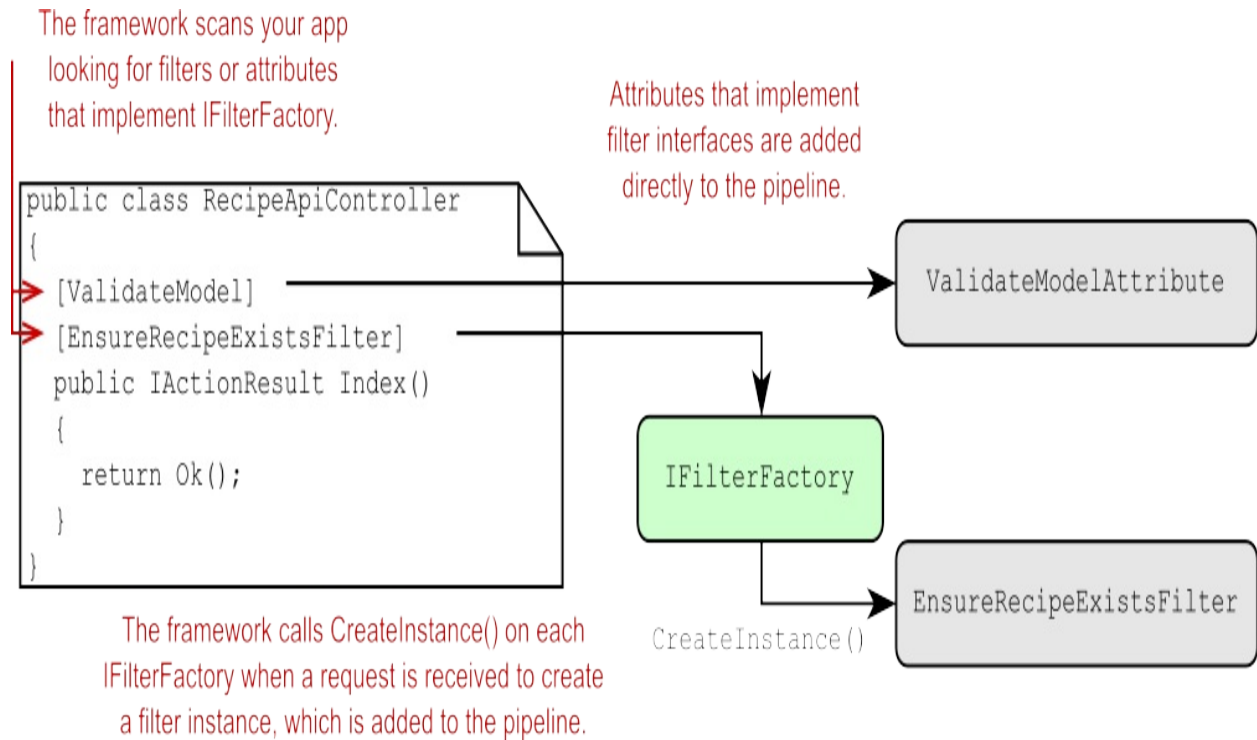 The framework scans your app
looking for filters or attributes
that implement IFilterFactory.
Attributes that implement
filter interfaces are added
directly to the pipeline.
public class RecipeApiController
{
[ValidateModel]
[EnsureRecipeExistsFilter]
public IActionResult Index()
{
return Ok();
}
}
ValidateModelAttribute
IFilterFactory
CreateInstance()
EnsureRecipeExistsFilter
The framework calls CreateInstance() on each
IFilterFactory when a request is received to create
a filter instance, which is added to the pipeline.